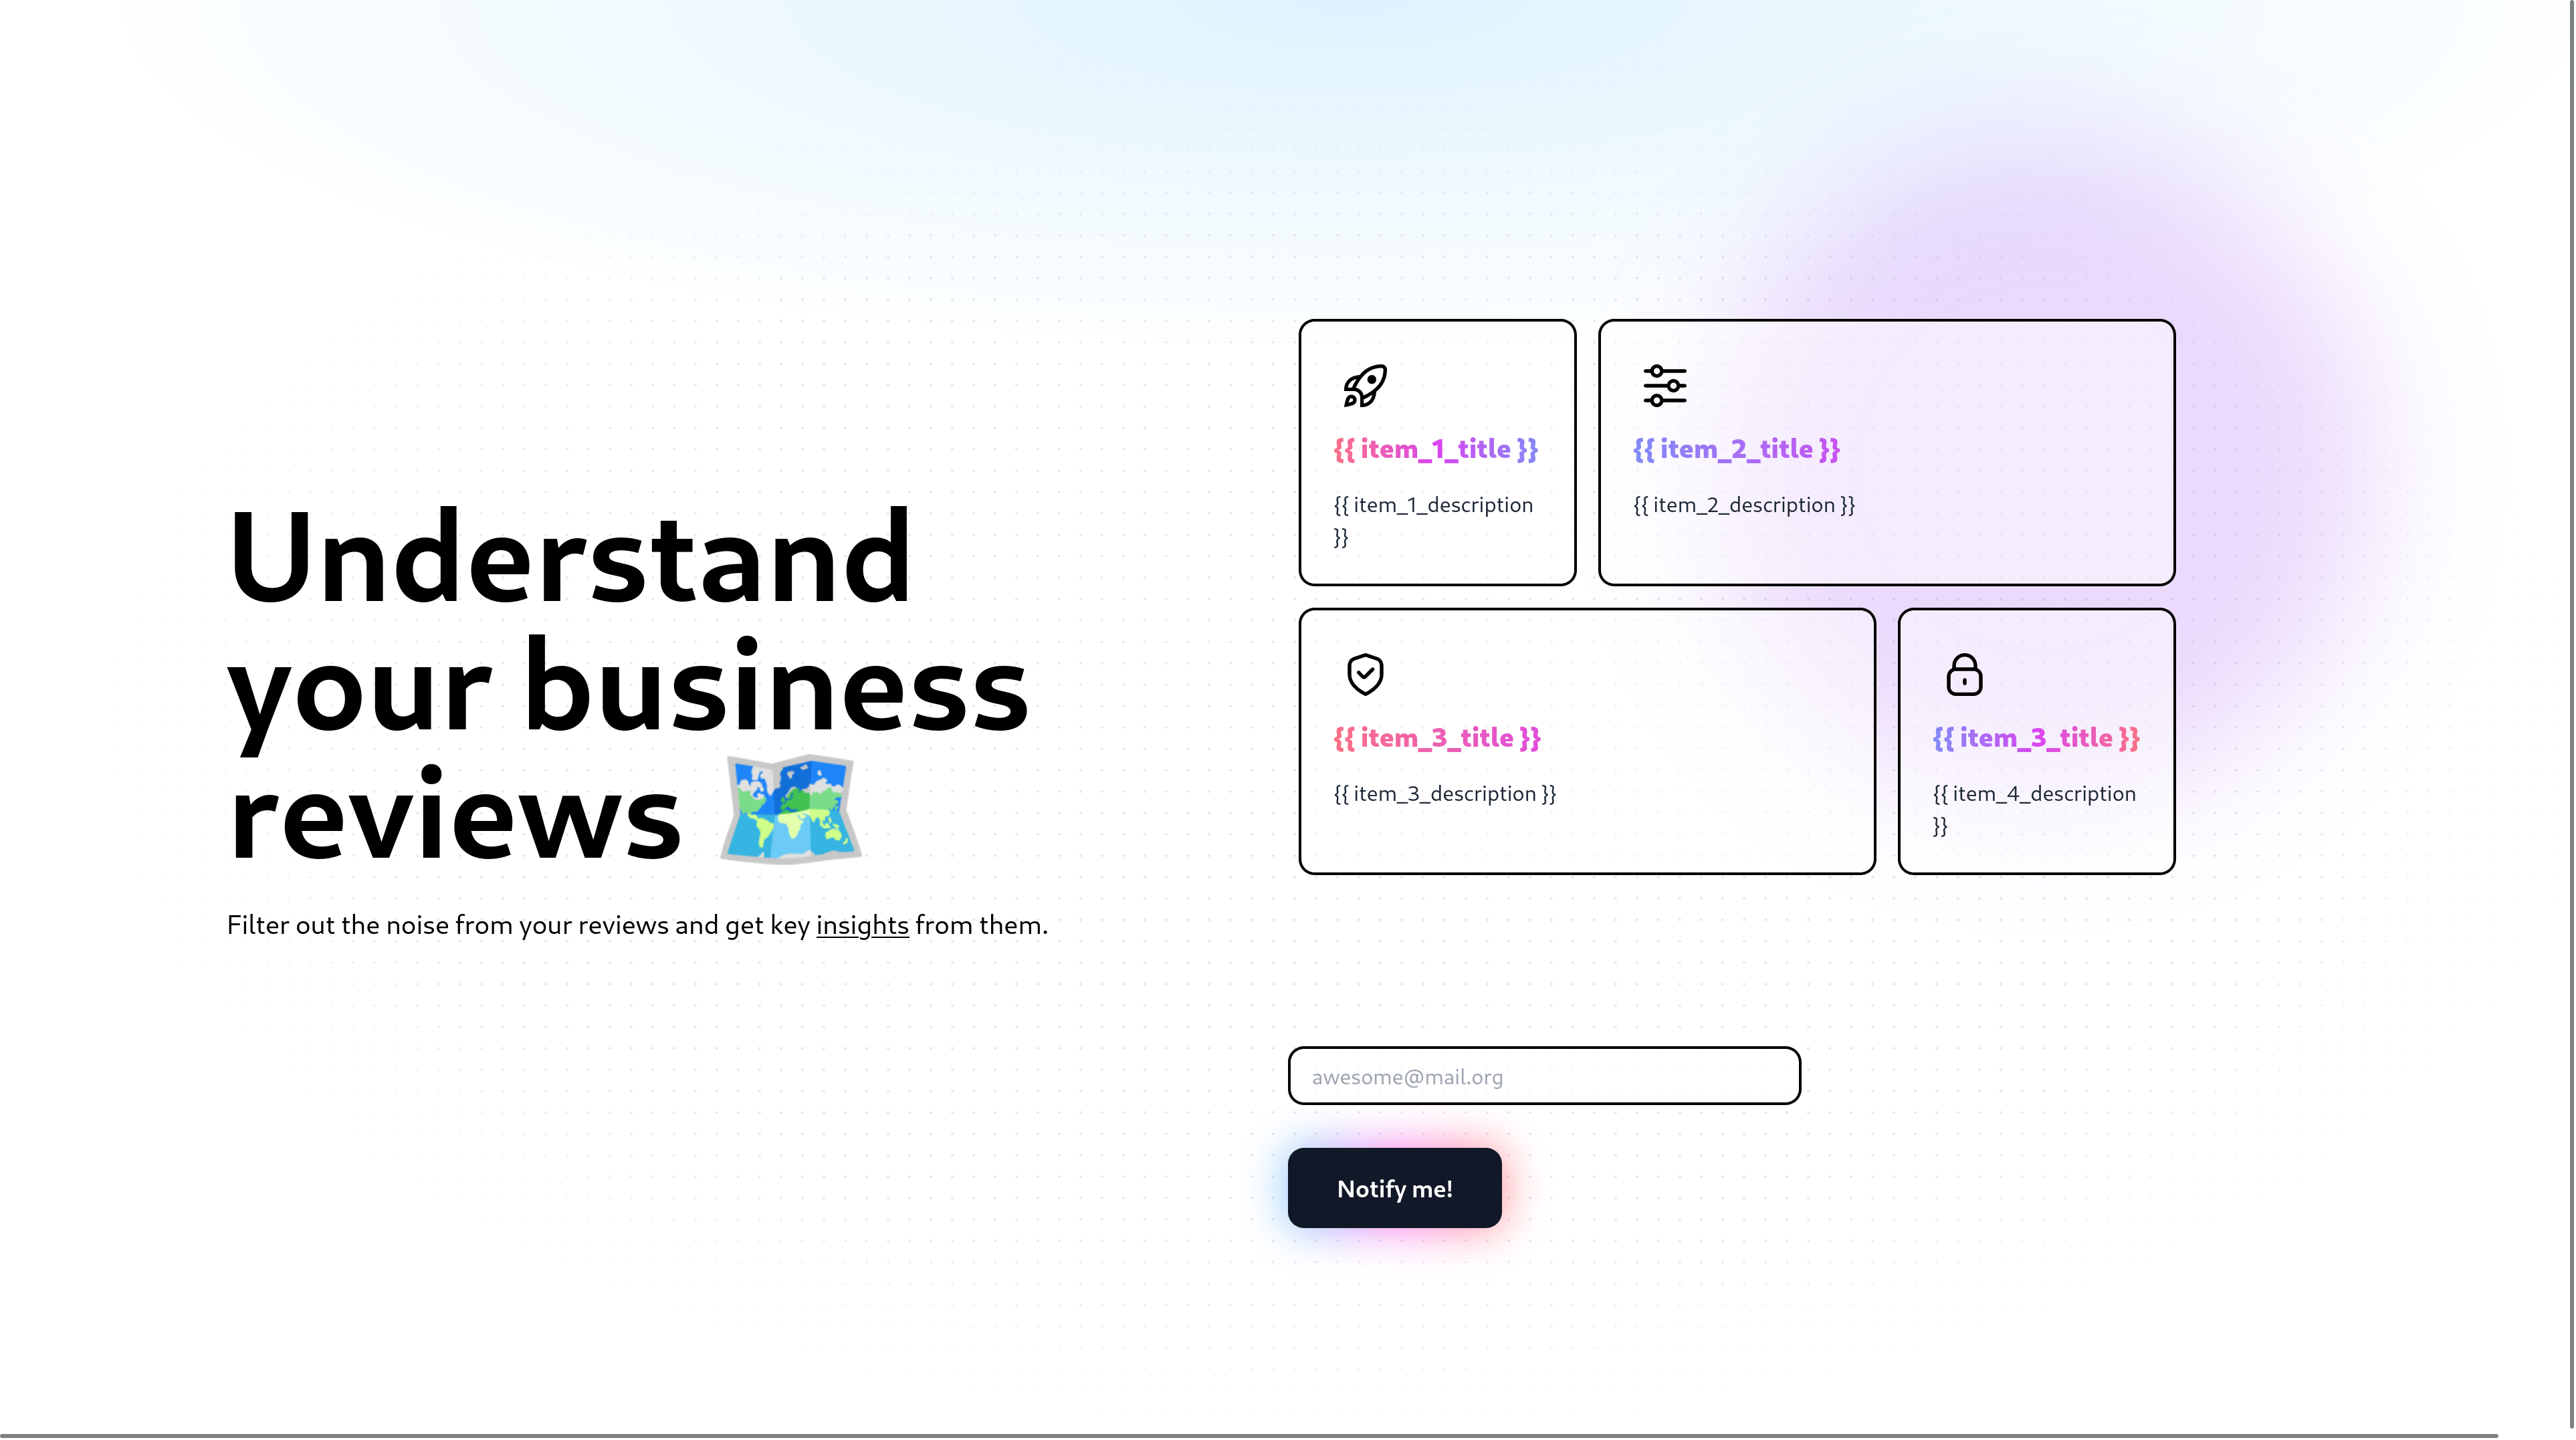 Understand
your business
reviews
Filter out the noise from your reviews and get key insights from them.
{{ item_1_title }}
{{ item_1_description
}}
{{ item_2_title }}
{{ item_2_description }}
{{ item_3_title }}
{{ item_3_description }}
{{ item_3_title }}
{{ item_4_description
}}
awesome@mail.org
Notify me!